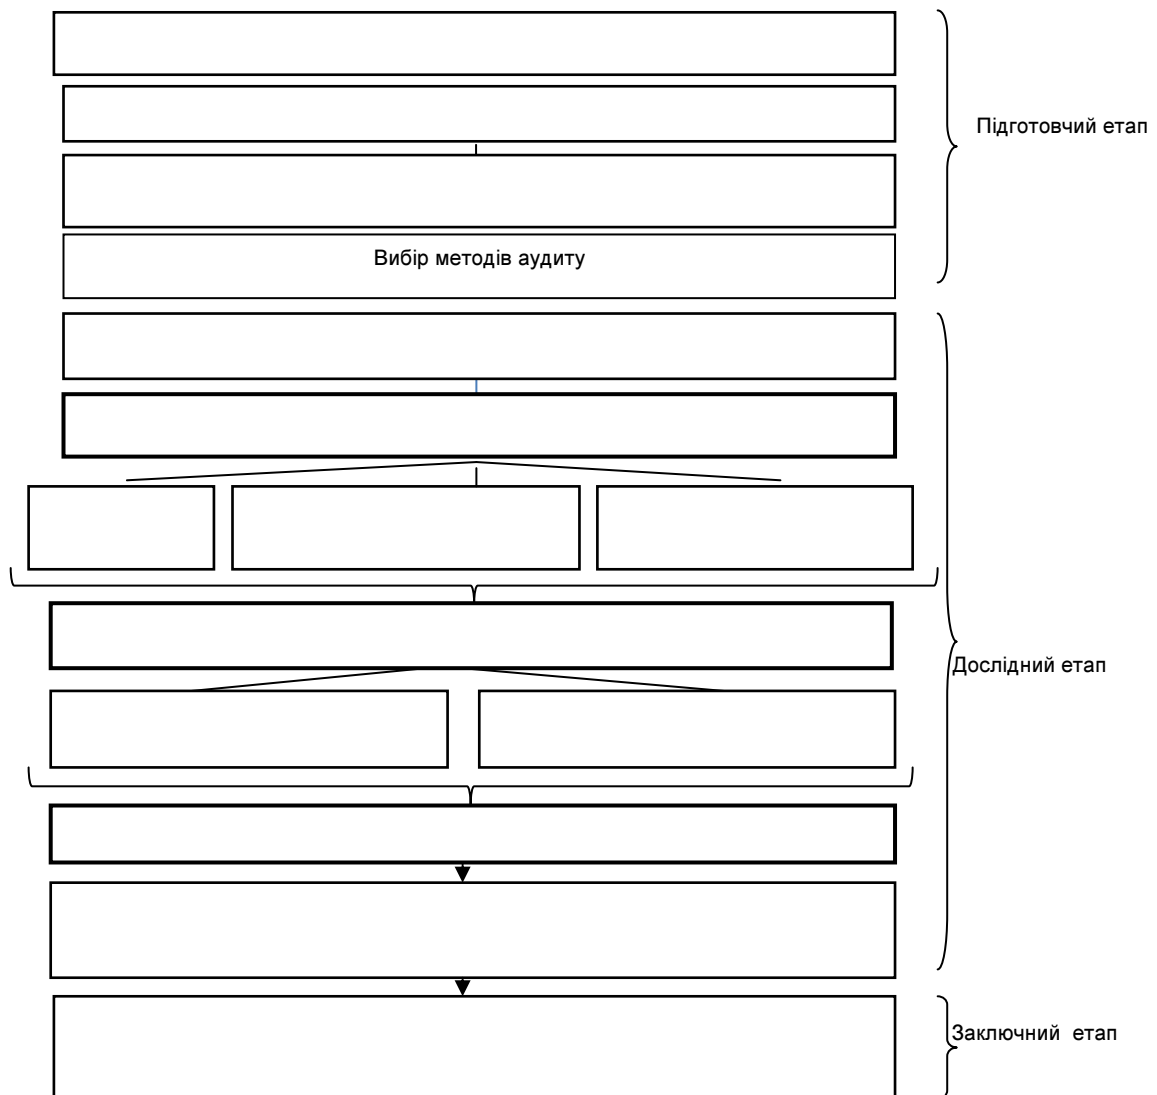 Підготовчий етап
Вибір методів аудиту
Дослідний етап
Заключний етап